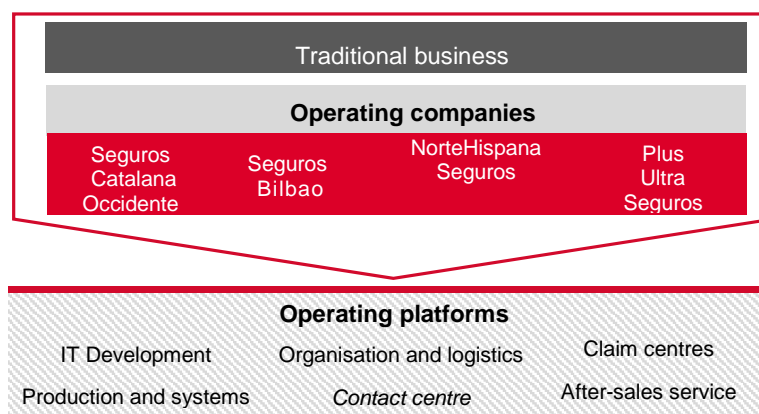 Traditional business
Operating companies
Seguros
Catalana
Occidente
Seguros
Bilbao
NorteHispana
Seguros
Plus
Ultra
Seguros
Operating platforms
IT Development
Organisation and logistics
Claim centres
Production and systems
Contact centre
After-sales service